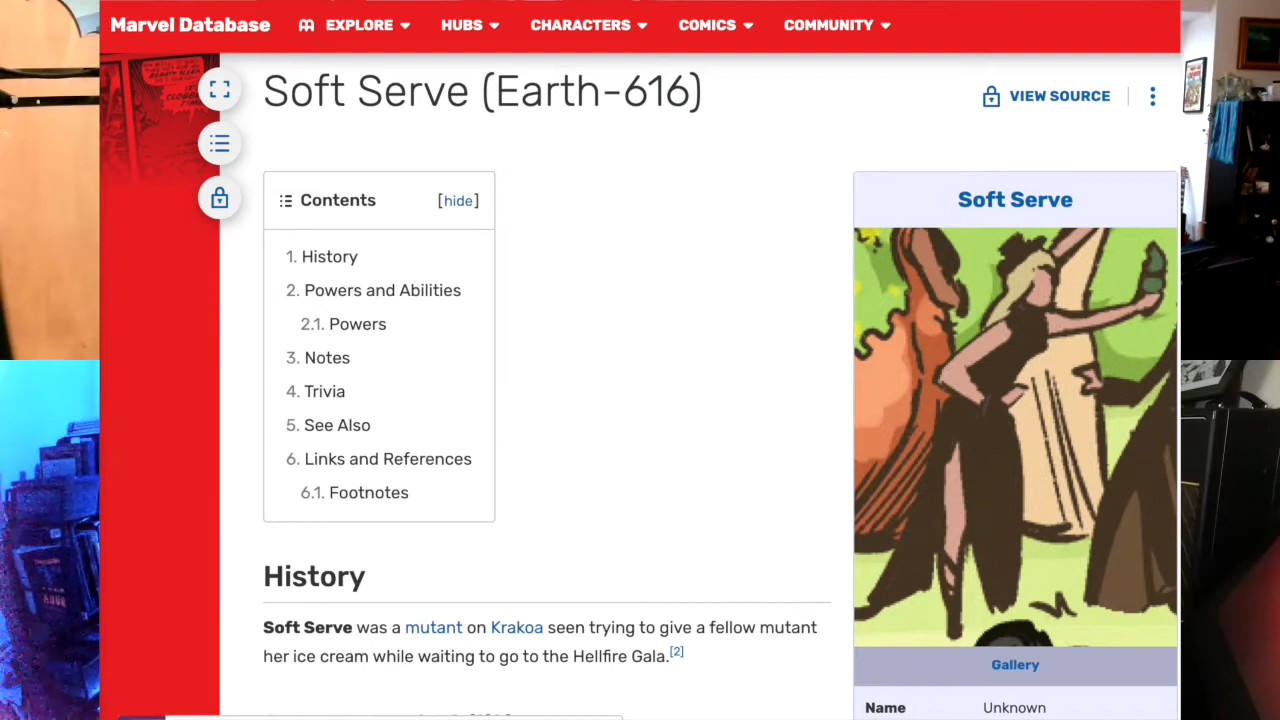 Marvel Database EXPLORE HUBS CHARACTERS COMICS COMMUNITY
Soft Serve (Earth-616)
VIEW SOURCE
Contents [hide]
1. History
2. Powers and Abilities
2.1. Powers
3. Notes
4. Trivia
5. See Also
6. Links and References
6.1. Footnotes
Soft Serve
Gallery
Name Unknown
History
Soft Serve was a mutant on Krakoa seen trying to give a fellow mutant
her ice cream while waiting to go to the Hellfire Gala.[2]